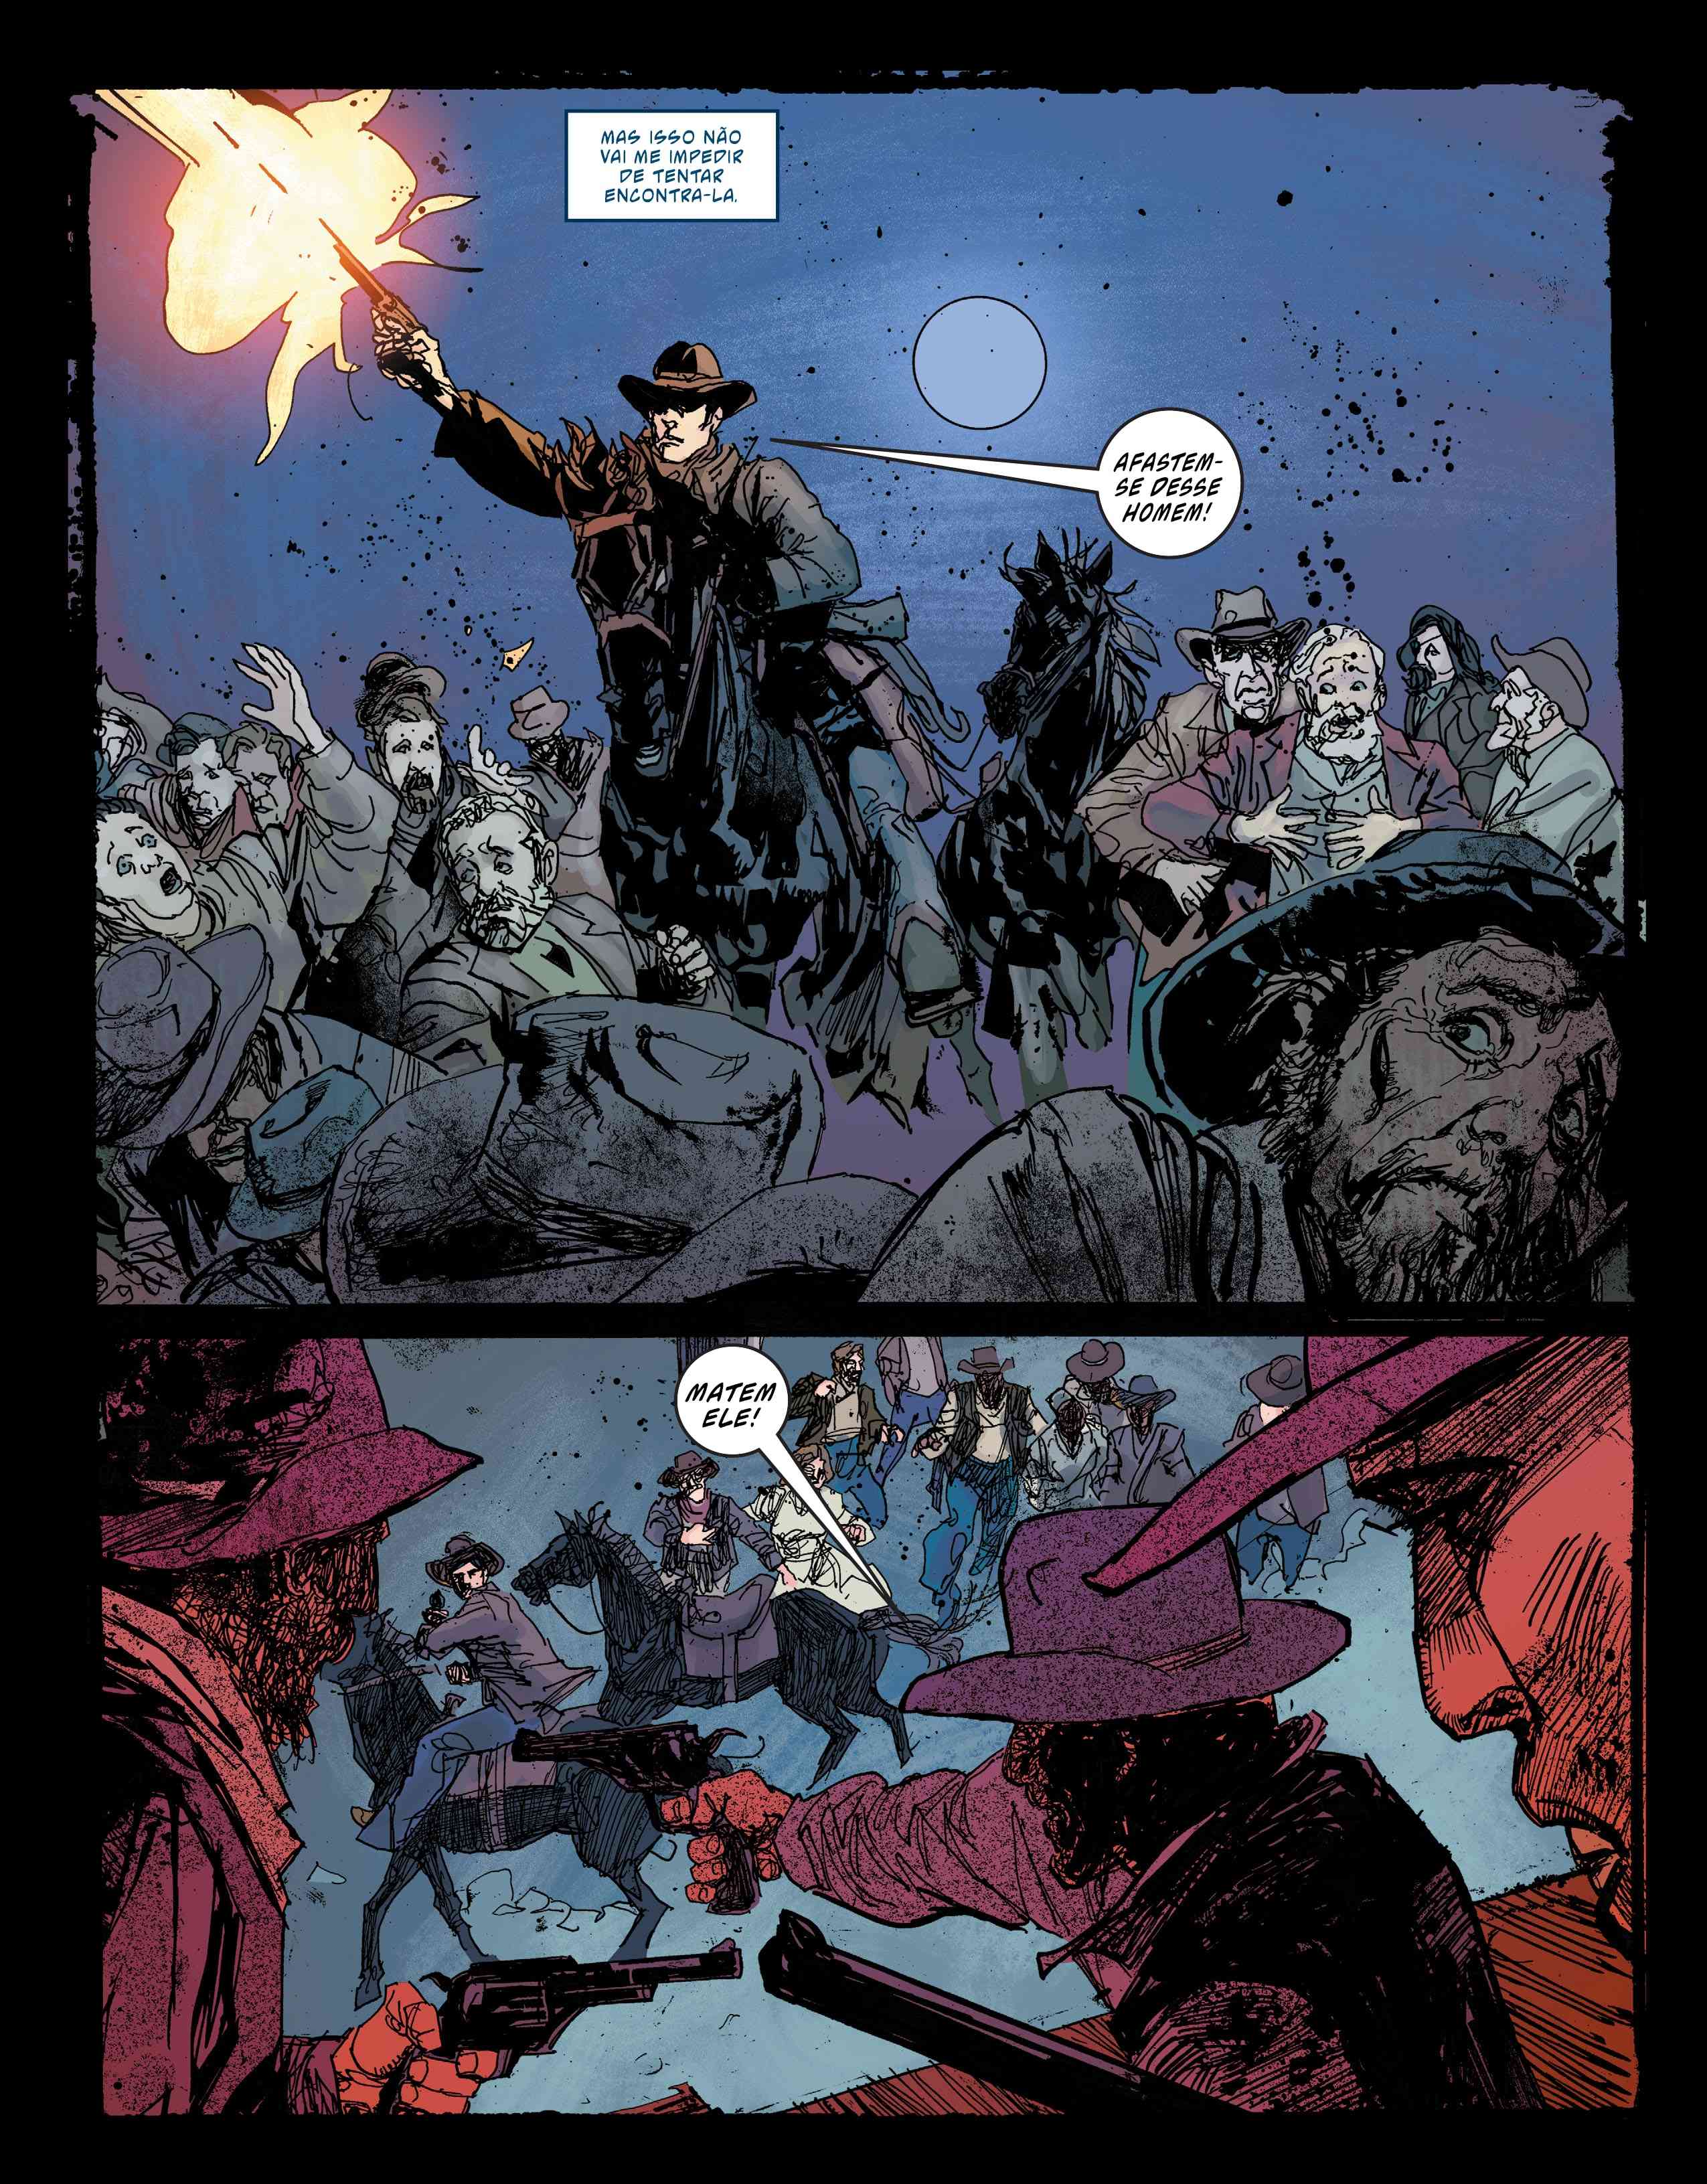 MAS ISSO NÃO
VAI ME IMPEDIR
DE TENTAR
ENCONTRA-LA.
AFASTEM-
SE DESSE
HOMEM!
MATEM
ELE!